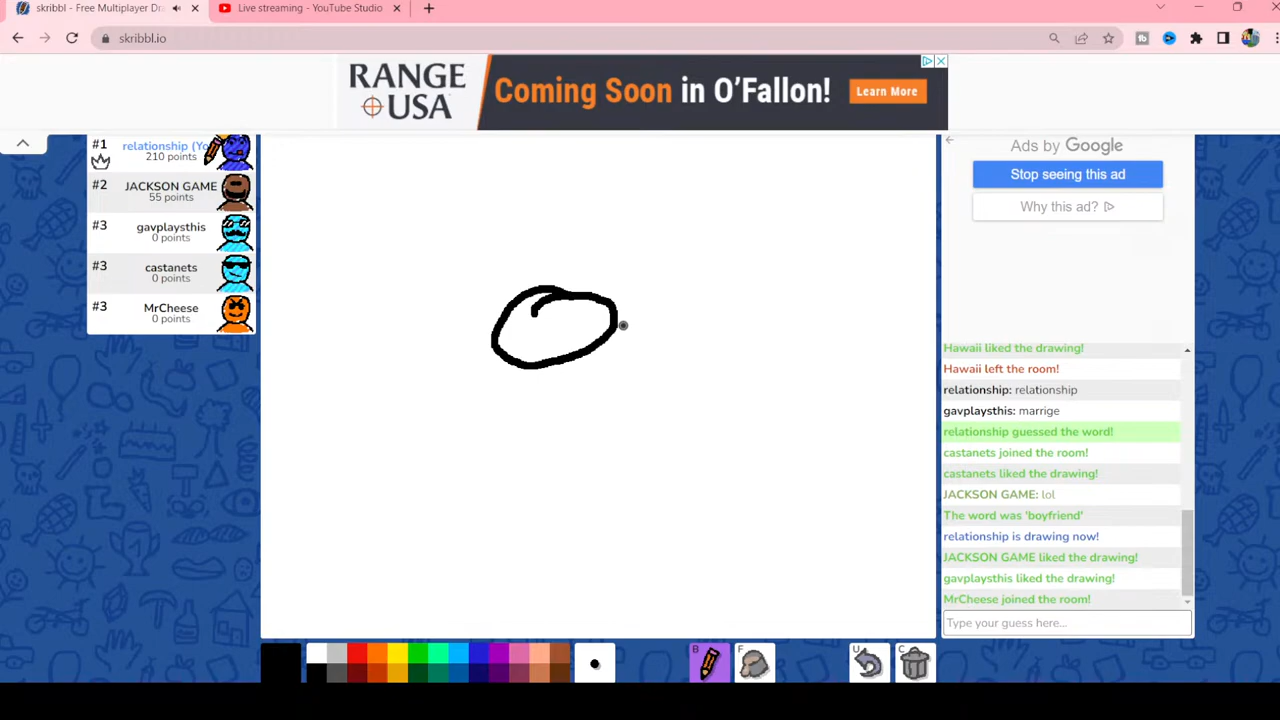 skribbl - Free Multiplayer Dra
Live streaming - YouTube Studio
skribbl.io
RANGE
USA
Coming Soon in O'Fallon!
Learn More
#1
relationship (Yo
210 points
#2
JACKSON GAME
55 points
#3
gavplaysthis
0 points
#3
castanets
0 points
#3
MrCheese
0 points
Ads by Google
Stop seeing this ad
Why this ad?
Hawaii liked the drawing!
Hawaii left the room!
relationship: relationship
gavplaysthis: marrige
relationship guessed the word!
castanets joined the room!
castanets liked the drawing!
JACKSON GAME: lol
The word was 'boyfriend'
relationship is drawing now!
JACKSON GAME liked the drawing!
gavplaysthis liked the drawing!
MrCheese joined the room!
Type your guess here...
B
F
U
C